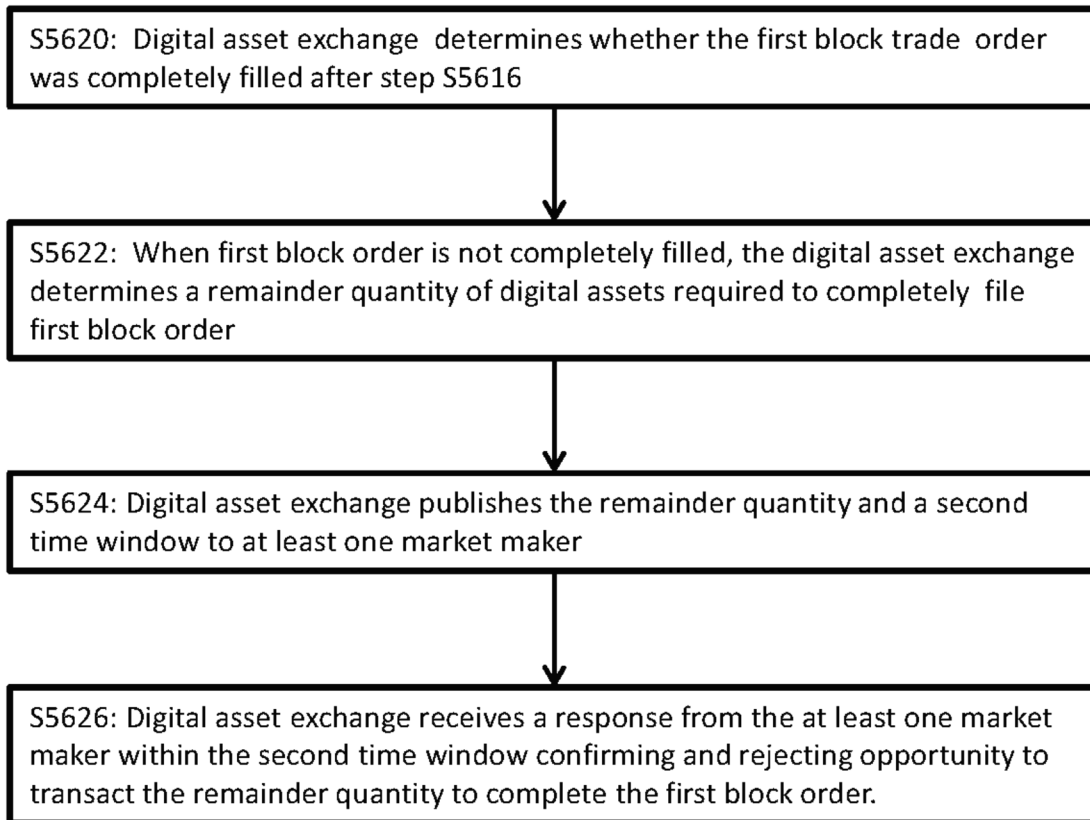 S5620:  Digital asset exchange  determines whether the first block trade  order
was completely filled after step S5616
S5622:  When first block order is not completely filled, the digital asset exchange
determines a remainder quantity of digital assets required to completely  file
first block order
S5624: Digital asset exchange publishes the remainder quantity and a second
time window to at least one market maker
S5626: Digital asset exchange receives a response from the at least one market
maker within the second time window confirming and rejecting opportunity to
transact the remainder quantity to complete the first block order.